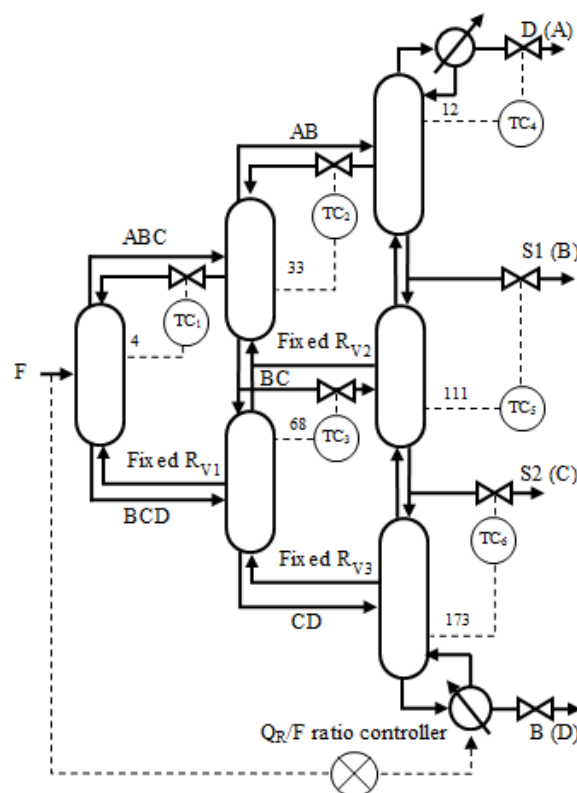 D (A)
12
TC4
AB
TC2
33
ABC
S1 (B)
TC1
4
Fixed RV2
F
BC
111
TC5
68
TC3
Fixed RV1
S2 (C)
BCD
TC6
Fixed RV3
CD
173
QR/F ratio controller
B (D)